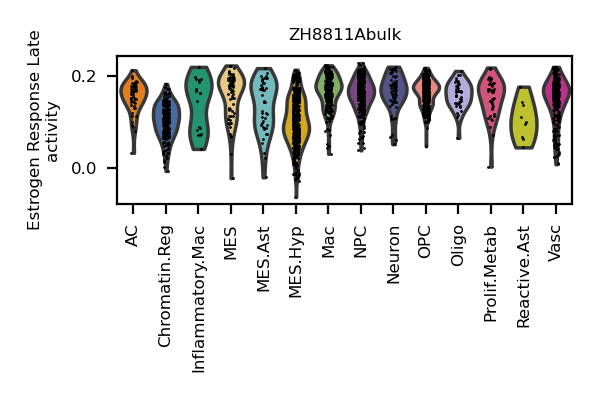 ZH8811Abulk
Estrogen Response Late
activity
0.2
0.0
AC
Chromatin.Reg
Inflammatory.Mac
MES
MES.Ast
MES.Hyp
Mac
NPC
Neuron
OPC
Oligo
Prolif.Metab
Reactive.Ast
Vasc